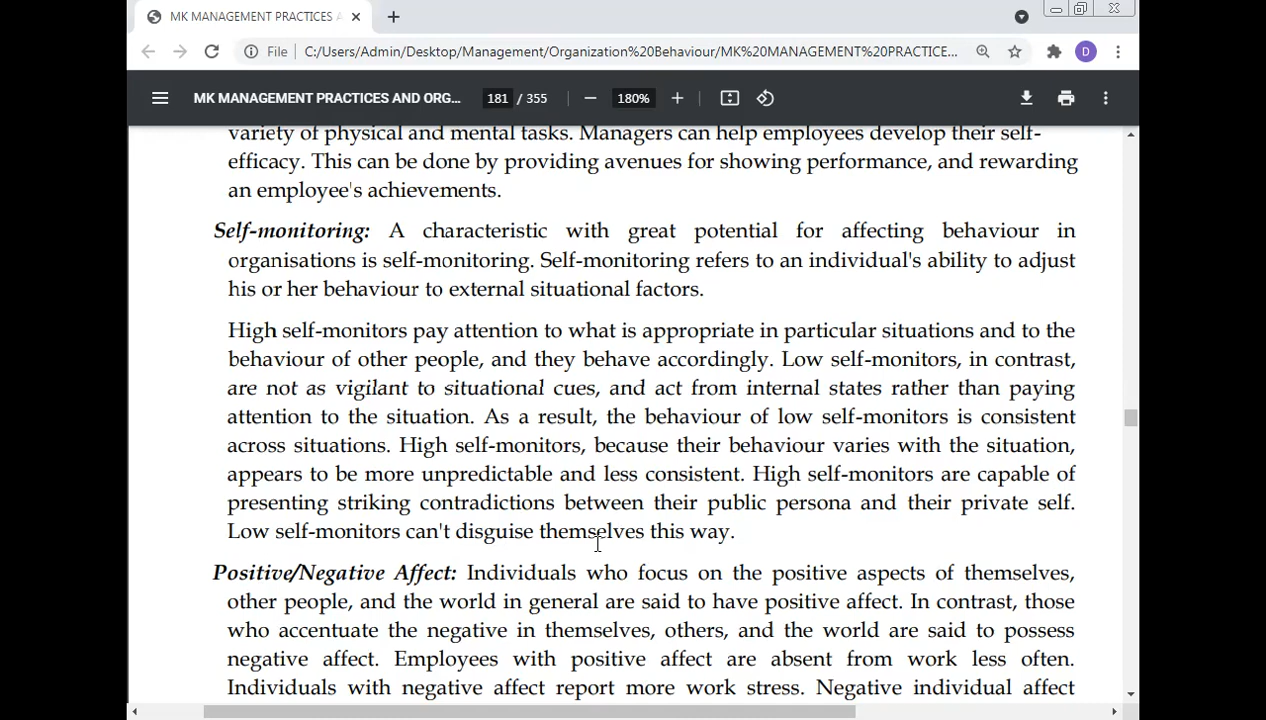 MK MANAGEMENT PRACTICES A
File C:/Users/Admin/Desktop/Management/Organization%20Behaviour/MK%20MANAGEMENT%20PRACTICE... D
MK MANAGEMENT PRACTICES AND ORG... 181 / 355 180%
variety of physical and mental tasks. Managers can help employees develop their self-
efficacy. This can be done by providing avenues for showing performance, and rewarding
an employee's achievements.
Self-monitoring: A characteristic with great potential for affecting behaviour in
organisations is self-monitoring. Self-monitoring refers to an individual's ability to adjust
his or her behaviour to external situational factors.
High self-monitors pay attention to what is appropriate in particular situations and to the
behaviour of other people, and they behave accordingly. Low self-monitors, in contrast,
are not as vigilant to situational cues, and act from internal states rather than paying
attention to the situation. As a result, the behaviour of low self-monitors is consistent
across situations. High self-monitors, because their behaviour varies with the situation,
appears to be more unpredictable and less consistent. High self-monitors are capable of
presenting striking contradictions between their public persona and their private self.
Low self-monitors can't disguise themselves this way.
Positive/Negative Affect: Individuals who focus on the positive aspects of themselves,
other people, and the world in general are said to have positive affect. In contrast, those
who accentuate the negative in themselves, others, and the world are said to possess
negative affect. Employees with positive affect are absent from work less often.
Individuals with negative affect report more work stress. Negative individual affect